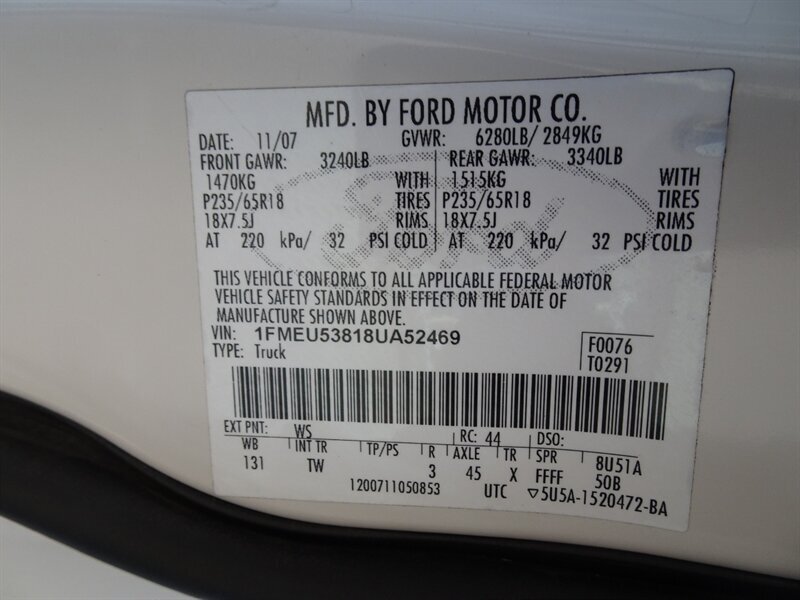 MFD. BY FORD MOTOR CO.
DATE: 11/07 GVWR: 6280LB/ 2849KG
FRONT GAWR: 3240LB REAR GAWR: 3340LB
1470KG WITH 1515KG WITH
P235/65R18 TIRES P235/65R18 TIRES
18X7.5J RIMS 18X7.5J RIMS
AT 220 kPa/ 32 PSI COLD AT 220 kPa/ 32 PSI COLD
THIS VEHICLE CONFORMS TO ALL APPLICABLE FEDERAL MOTOR
VEHICLE SAFETY STANDARDS IN EFFECT ON THE DATE OF
MANUFACTURE SHOWN ABOVE.
VIN: 1FMEU53818UA52469
TYPE: Truck
F0076
T0291
EXT PNT: WS RC: 44 DSO:
WB INT TR TP/PS R AXLE TR SPR 8U51A
131 TW 3 45 X FFFF 50B
1200711050853 UTC ▽5U5A-1520472-BA